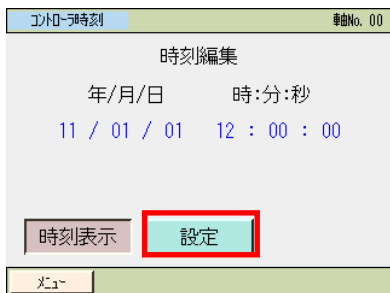 コントローラ時刻 軸No. 00
時刻編集
年/月/日 時:分:秒
11 / 01 / 01 12 : 00 : 00
時刻表示 設定
メニュー